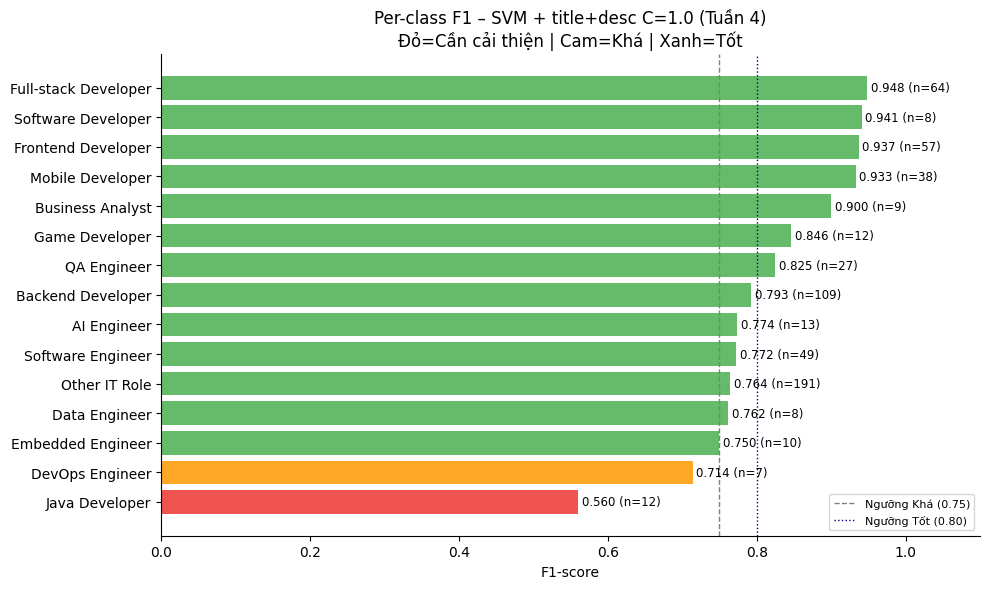 Per-class F1 – SVM + title+desc C=1.0 (Tuần 4)
Đỏ=Cần cải thiện | Cam=Khá | Xanh=Tốt
Full-stack Developer 0.948 (n=64)
Software Developer 0.941 (n=8)
Frontend Developer 0.937 (n=57)
Mobile Developer 0.933 (n=38)
Business Analyst 0.900 (n=9)
Game Developer 0.846 (n=12)
QA Engineer 0.825 (n=27)
Backend Developer 0.793 (n=109)
AI Engineer 0.774 (n=13)
Software Engineer 0.772 (n=49)
Other IT Role 0.764 (n=191)
Data Engineer 0.762 (n=8)
Embedded Engineer 0.750 (n=10)
DevOps Engineer 0.714 (n=7)
Java Developer 0.560 (n=12)
Ngưỡng Khá (0.75)
Ngưỡng Tốt (0.80)
0.0 0.2 0.4 0.6 0.8 1.0
F1-score